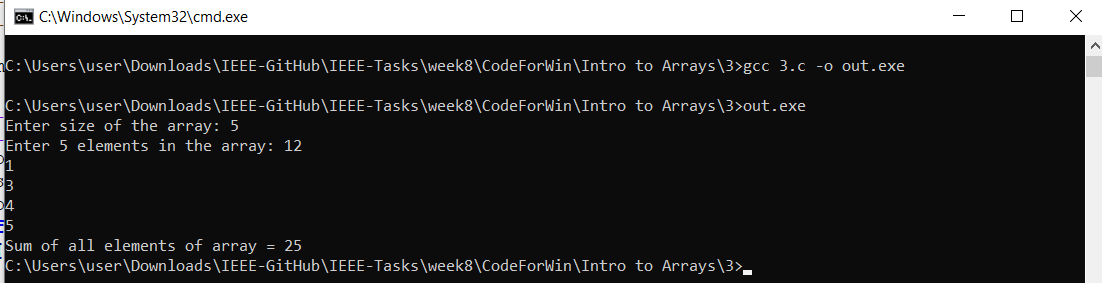 C:\Windows\System32\cmd.exe
C:\Users\user\Downloads\IEEE-GitHub\IEEE-Tasks\week8\CodeForWin\Intro to Arrays\3>gcc 3.c -o out.exe
C:\Users\user\Downloads\IEEE-GitHub\IEEE-Tasks\week8\CodeForWin\Intro to Arrays\3>out.exe
Enter size of the array: 5
Enter 5 elements in the array: 12
1
3
4
5
Sum of all elements of array = 25
C:\Users\user\Downloads\IEEE-GitHub\IEEE-Tasks\week8\CodeForWin\Intro to Arrays\3>